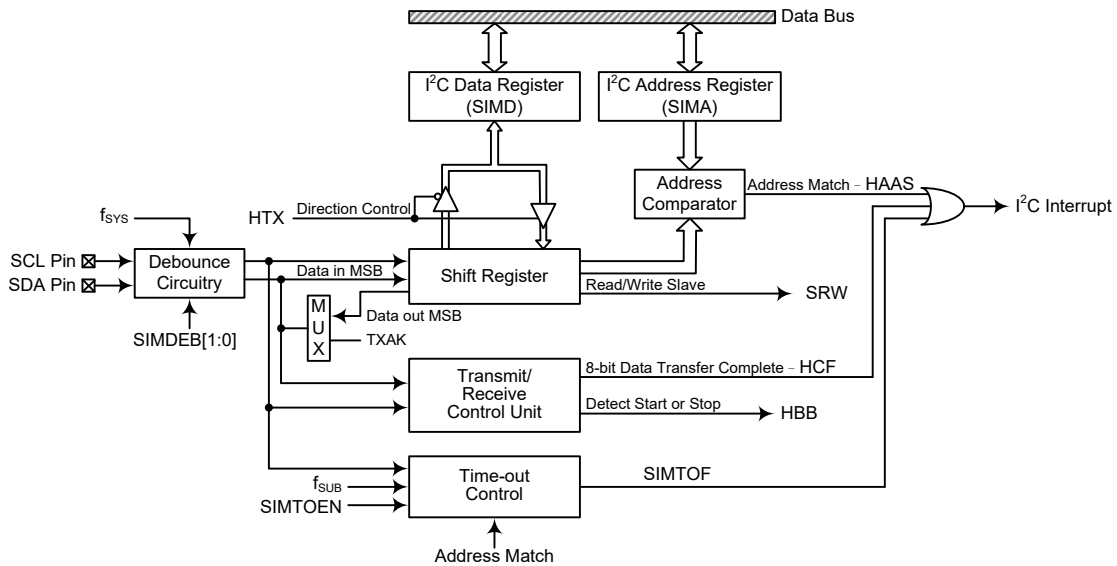 Data Bus
I²C Data Register
(SIMD)
I²C Address Register
(SIMA)
Address
Comparator
Address Match - HAAS
I²C Interrupt
HTX
Direction Control
fSYS
SCL Pin
SDA Pin
Debounce
Circuitry
SIMDEB[1:0]
Data in MSB
Shift Register
Read/Write Slave
SRW
M
U
X
Data out MSB
TXAK
Transmit/
Receive
Control Unit
8-bit Data Transfer Complete - HCF
Detect Start or Stop
HBB
fSUB
SIMTOEN
Time-out
Control
SIMTOF
Address Match